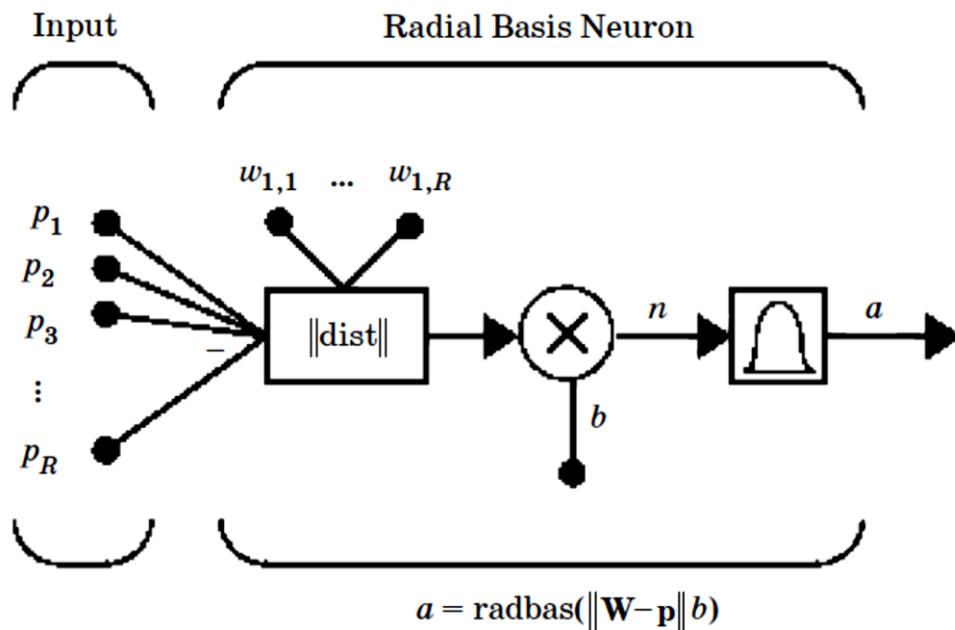 Input Radial Basis Neuron
w1,1 ... w1,R
p1
p2
p3
–
‖dist‖
n
a
⋮
b
pR
a = radbas(‖W–p‖b)